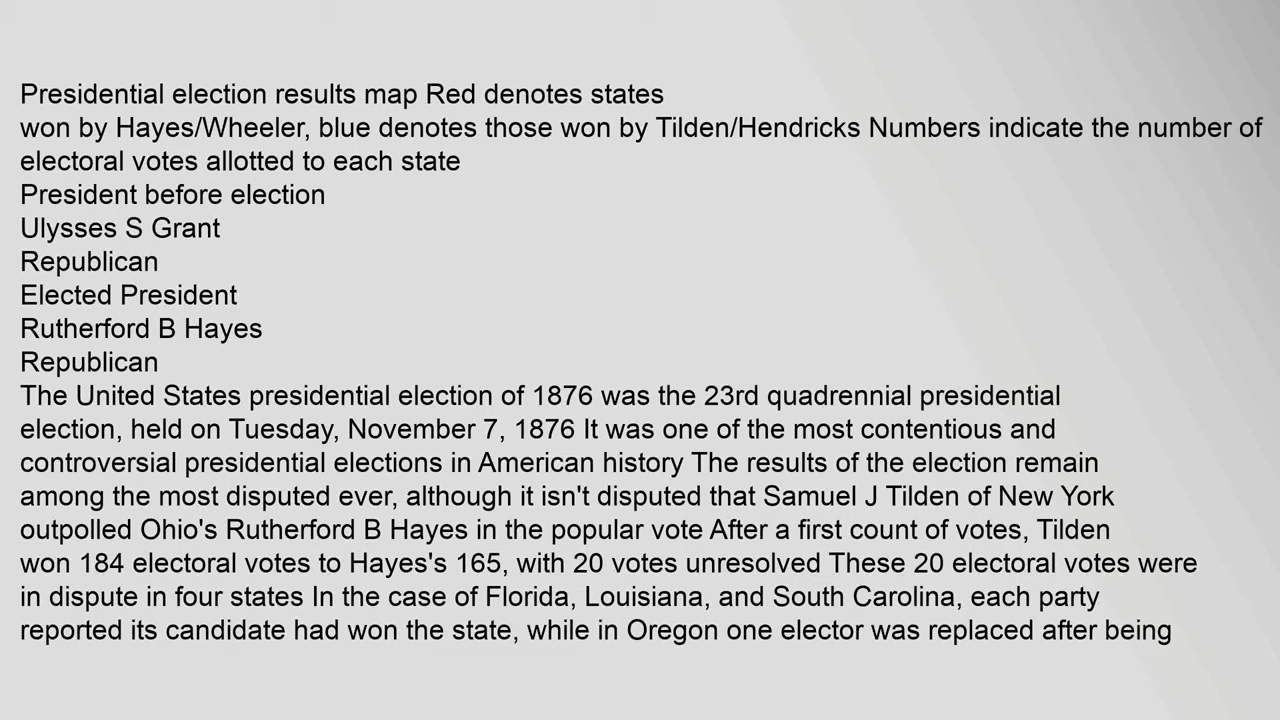 Presidential election results map Red denotes states
won by Hayes/Wheeler, blue denotes those won by Tilden/Hendricks Numbers indicate the number of
electoral votes allotted to each state
President before election
Ulysses S Grant
Republican
Elected President
Rutherford B Hayes
Republican
The United States presidential election of 1876 was the 23rd quadrennial presidential
election, held on Tuesday, November 7, 1876 It was one of the most contentious and
controversial presidential elections in American history The results of the election remain
among the most disputed ever, although it isn't disputed that Samuel J Tilden of New York
outpolled Ohio's Rutherford B Hayes in the popular vote After a first count of votes, Tilden
won 184 electoral votes to Hayes's 165, with 20 votes unresolved These 20 electoral votes were
in dispute in four states In the case of Florida, Louisiana, and South Carolina, each party
reported its candidate had won the state, while in Oregon one elector was replaced after being